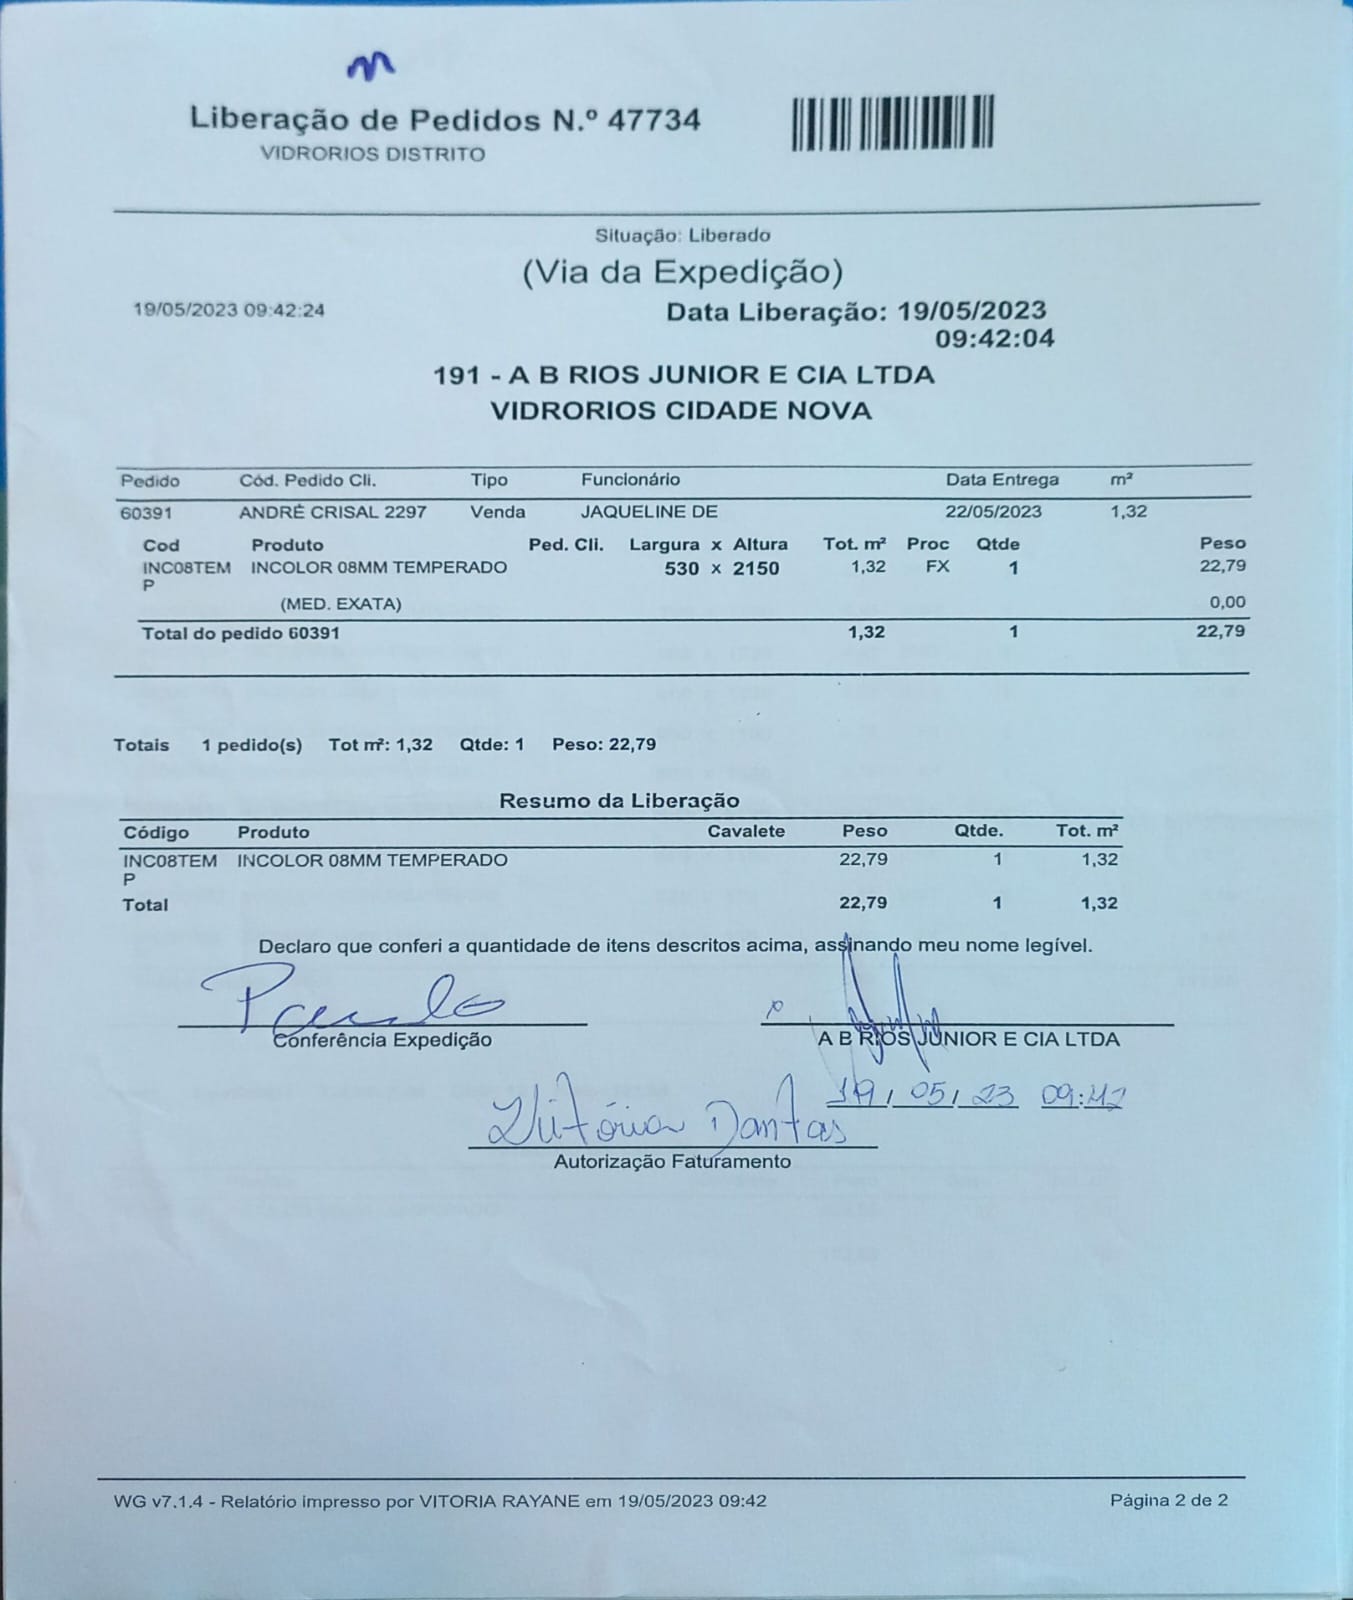 Liberação de Pedidos N.º 47734
VIDRORIOS DISTRITO
Situação: Liberado
(Via da Expedição)
19/05/2023 09:42:24 Data Liberação: 19/05/2023
09:42:04
191 - A B RIOS JUNIOR E CIA LTDA
VIDRORIOS CIDADE NOVA
Pedido Cód. Pedido Cli. Tipo Funcionário Data Entrega m²
60391 ANDRÉ CRISAL 2297 Venda JAQUELINE DE 22/05/2023 1,32
Cod Produto Ped. Cli. Largura x Altura Tot. m² Proc Qtde Peso
INC08TEM INCOLOR 08MM TEMPERADO 530 x 2150 1,32 FX 1 22,79
P
(MED. EXATA) 0,00
Total do pedido 60391 1,32 1 22,79
Totais 1 pedido(s) Tot m²: 1,32 Qtde: 1 Peso: 22,79
Resumo da Liberação
Código Produto Cavalete Peso Qtde. Tot. m²
INC08TEM INCOLOR 08MM TEMPERADO 22,79 1 1,32
P
Total 22,79 1 1,32
Declaro que conferi a quantidade de itens descritos acima, assinando meu nome legível.
Paulo
Conferência Expedição A B RIOS JUNIOR E CIA LTDA
19/05/23 09:42
Vitória Dantas
Autorização Faturamento
WG v7.1.4 - Relatório impresso por VITORIA RAYANE em 19/05/2023 09:42 Página 2 de 2